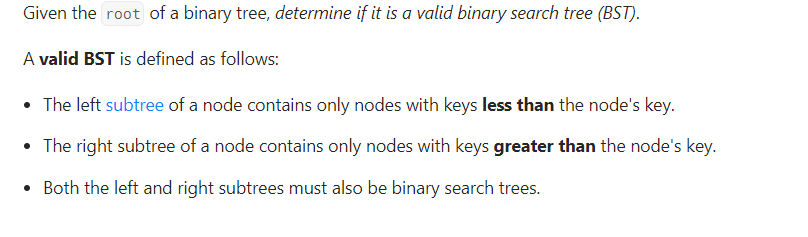 Given the root of a binary tree, determine if it is a valid binary search tree (BST).
A valid BST is defined as follows:
• The left subtree of a node contains only nodes with keys less than the node's key.
• The right subtree of a node contains only nodes with keys greater than the node's key.
• Both the left and right subtrees must also be binary search trees.